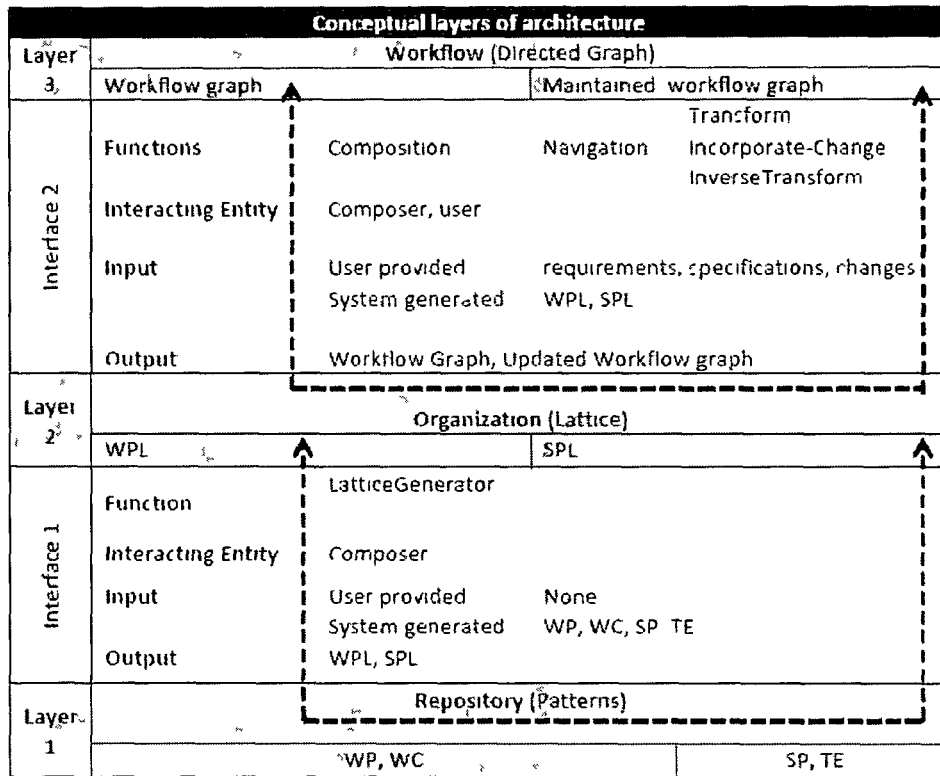 Conceptual layers of architecture
Layer 3
Workflow (Directed Graph)
Workflow graph
Maintained workflow graph
Interface 2
Functions
Composition
Navigation
Transform
Incorporate-Change
InverseTransform
Interacting Entity
Composer, user
Input
User provided
requirements, specifications, changes
System generated
WPL, SPL
Output
Workflow Graph, Updated Workflow graph
Layer 2
Organization (Lattice)
WPL
SPL
Interface 1
Function
LatticeGenerator
Interacting Entity
Composer
Input
User provided
None
System generated
WP, WC, SP TE
Output
WPL, SPL
Layer 1
Repository (Patterns)
WP, WC
SP, TE